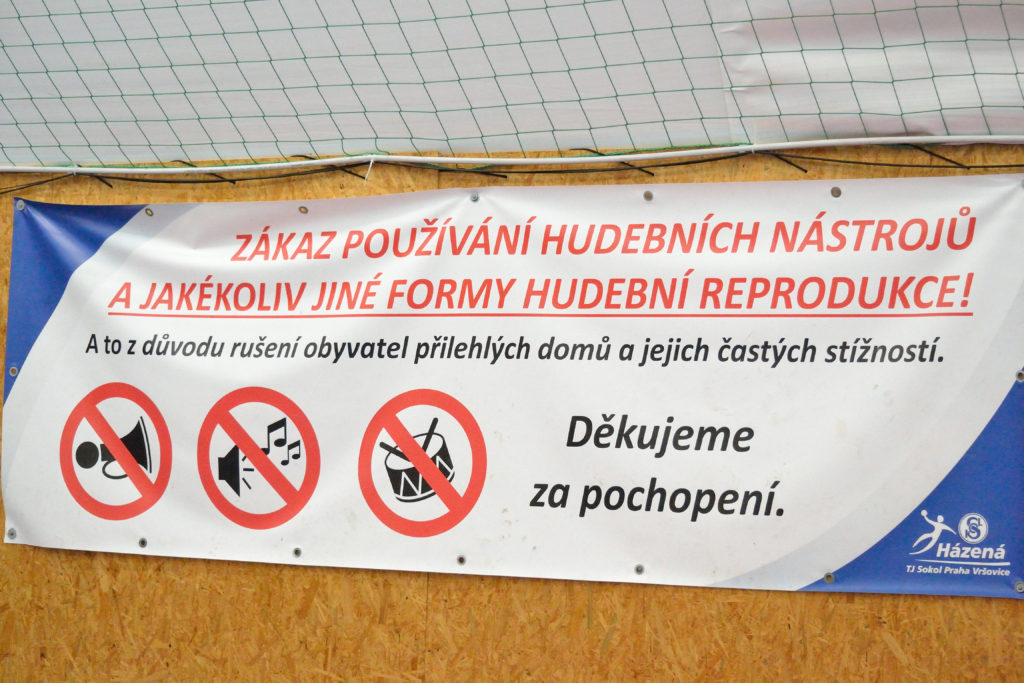 ZÁKAZ POUŽÍVÁNÍ HUDEBNÍCH NÁSTROJŮ
A JAKÉKOLIV JINÉ FORMY HUDEBNÍ REPRODUKCE!
A to z důvodu rušení obyvatel přilehlých domů a jejich častých stížností.
Děkujeme
za pochopení.
Házená
TJ Sokol Praha Vršovice